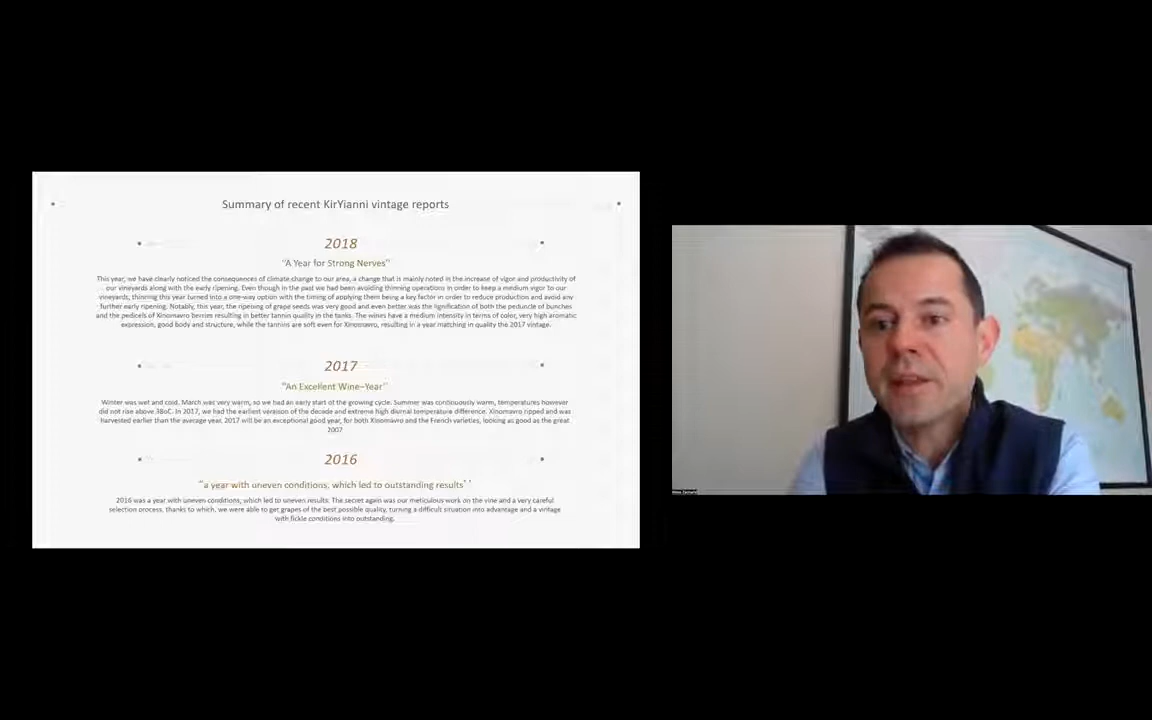 Summary of recent KirYianni vintage reports
2018
"A Year for Strong Nerves"
This year, we have clearly noticed the consequences of climate change to our area, a change that is mainly noted in the increase of vigor and productivity of
our vineyards along with the early ripening. Even though in the past we had been avoiding thinning operations in order to keep a medium vigor to our
vineyards, thinning this year turned into a one-way option with the timing of applying them being a key factor in order to reduce production and avoid any
further early ripening. Notably, this year, the ripening of grape seeds was very good and even better was the lignification of both the peduncle of bunches
and the pedicels of Xinomavro berries resulting in better tannin quality in the tanks. The wines have a medium intensity in terms of color, very high aromatic
expression, good body and structure, while the tannins are soft even for Xinomavro, resulting in a year matching in quality the 2017 vintage.
2017
"An Excellent Wine–Year"
Winter was wet and cold. March was very warm, so we had an early start of the growing cycle. Summer was continuously warm, temperatures however
did not rise above 38oC. In 2017, we had the earliest veraison of the decade and extreme high diurnal temperature difference. Xinomavro ripped and was
harvested earlier than the average year. 2017 will be an exceptional good year, for both Xinomavro and the French varieties, looking as good as the great
2007
2016
"a year with uneven conditions, which led to outstanding results''
2016 was a year with uneven conditions, which led to uneven results. The secret again was our meticulous work on the vine and a very careful
selection process, thanks to which, we were able to get grapes of the best possible quality, turning a difficult situation into advantage and a vintage
with fickle conditions into outstanding.